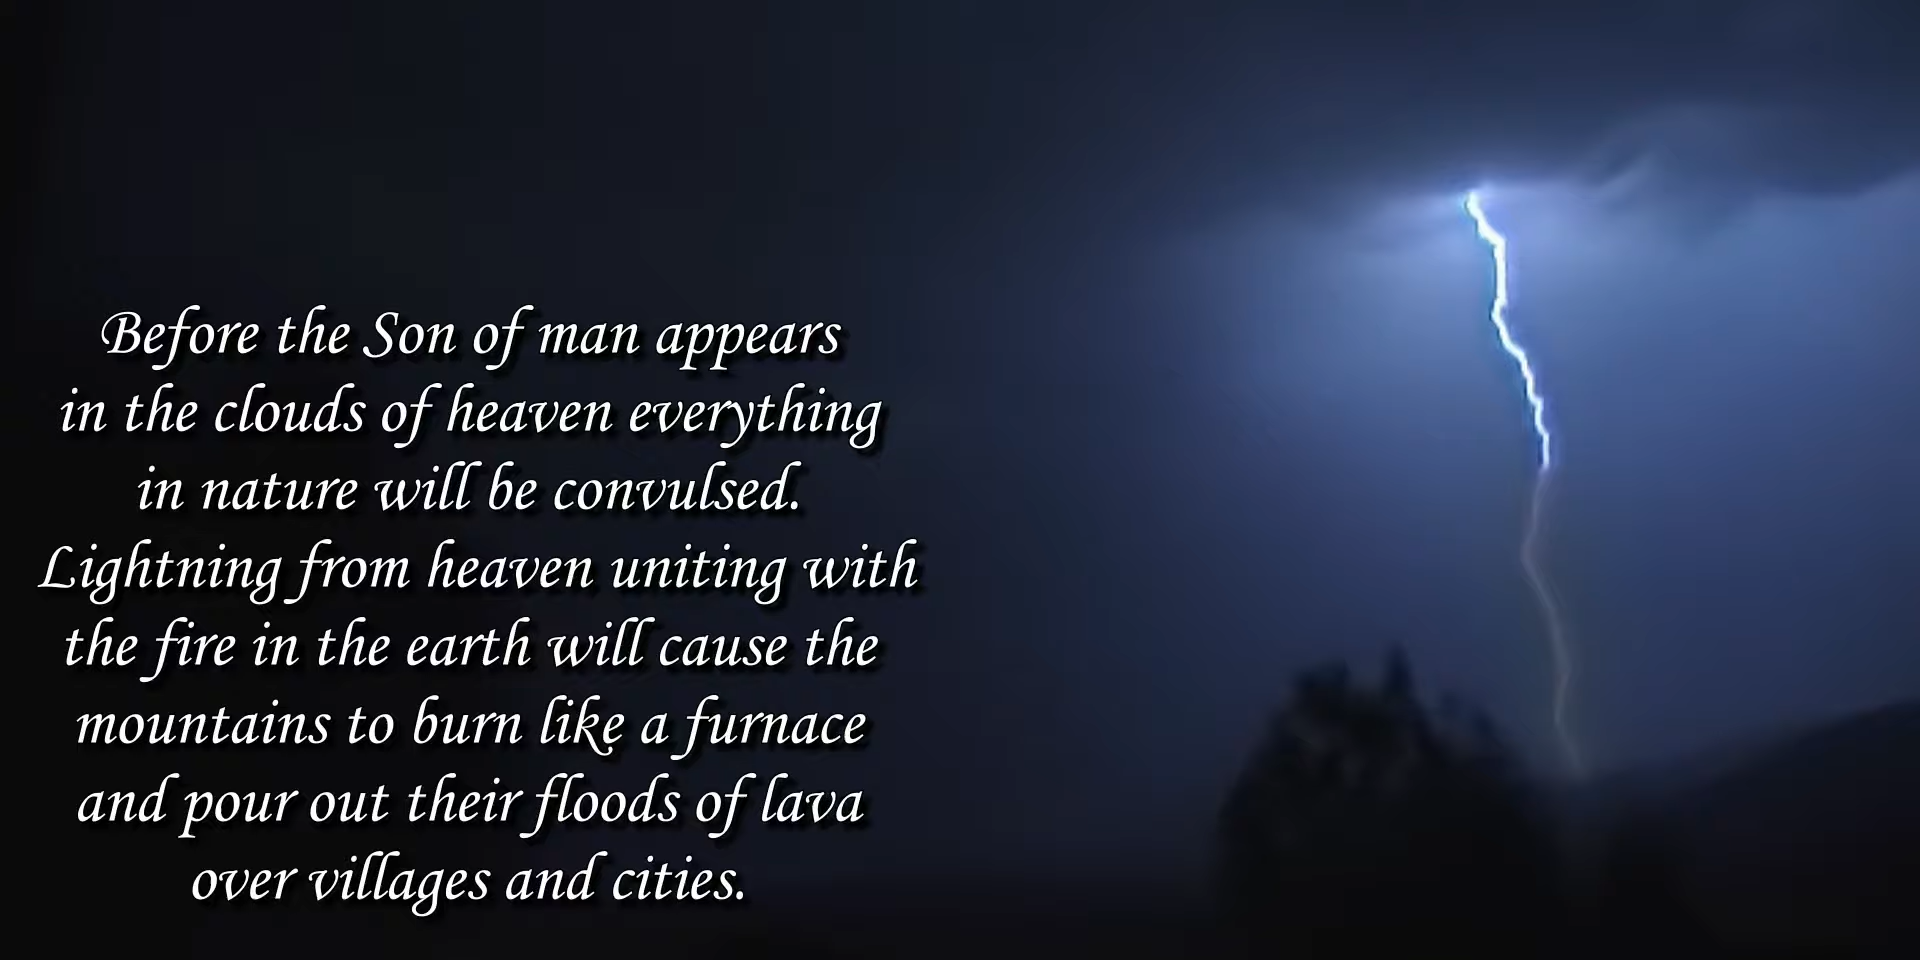 Before the Son of man appears
in the clouds of heaven everything
in nature will be convulsed.
Lightning from heaven uniting with
the fire in the earth will cause the
mountains to burn like a furnace
and pour out their floods of lava
over villages and cities.